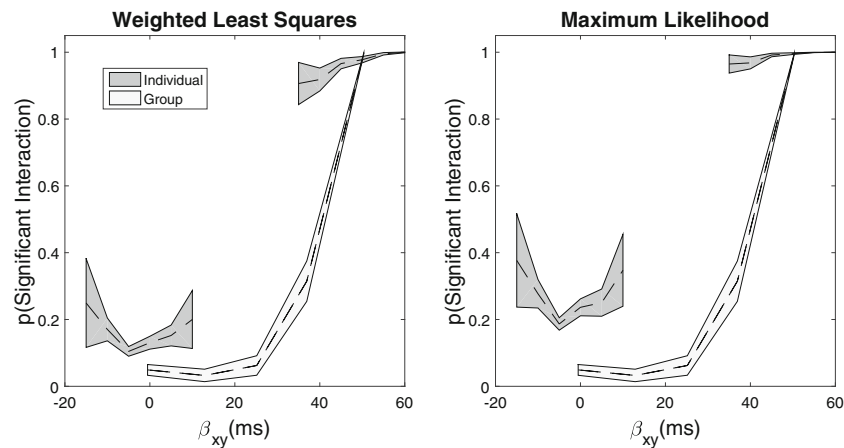 Weighted Least Squares
p(Significant Interaction)
1
0.8
0.6
0.4
0.2
0
Individual
Group
-20
0
20
40
60
βxy(ms)
Maximum Likelihood
p(Significant Interaction)
1
0.8
0.6
0.4
0.2
0
-20
0
20
40
60
βxy(ms)